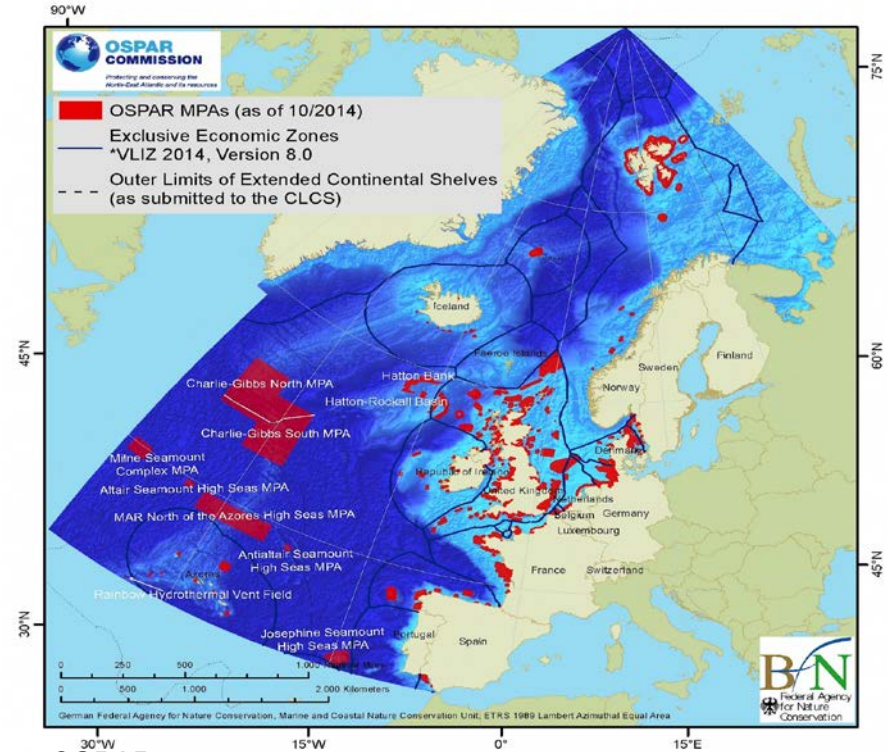 90°W
OSPAR
COMMISSION
Protecting and conserving the
North-East Atlantic and its resources
OSPAR MPAs (as of 10/2014)
Exclusive Economic Zones
*VLIZ 2014, Version 8.0
Outer Limits of Extended Continental Shelves
(as submitted to the CLCS)
75°N
Iceland
45°N
60°N
Faeroe Islands
Sweden
Finland
Norway
Hatton Bank
Charlie-Gibbs North MPA
Hatton-Rockall Basin
Charlie-Gibbs South MPA
Denmark
Milne Seamount
Complex MPA
Republic of Ireland
Altair Seamount High Seas MPA
United Kingdom
Netherlands
MAR North of the Azores High Seas MPA
Belgium
Germany
Luxembourg
Antialtair Seamount
High Seas MPA
45°N
Azores
France
Switzerland
Rainbow Hydrothermal Vent Field
30°N
Josephine Seamount
High Seas MPA
Portugal
Spain
0 250 500 1.000
0 500 1.000 2.000 Kilometers
BfN
Federal Agency
for Nature
Conservation
German Federal Agency for Nature Conservation, Marine and Coastal Nature Conservation Unit; ETRS 1989 Lambert Azimuthal Equal Area
30°W
15°W
0°
15°E